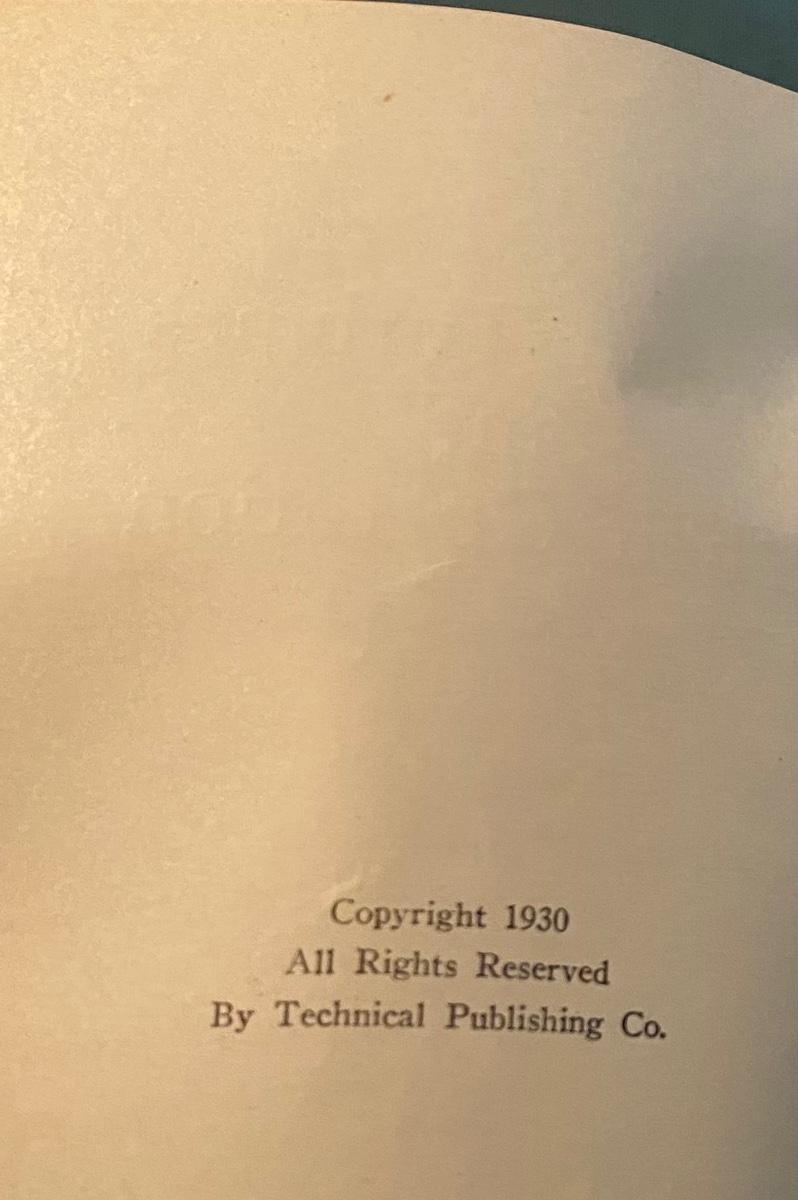 Copyright 1930
All Rights Reserved
By Technical Publishing Co.